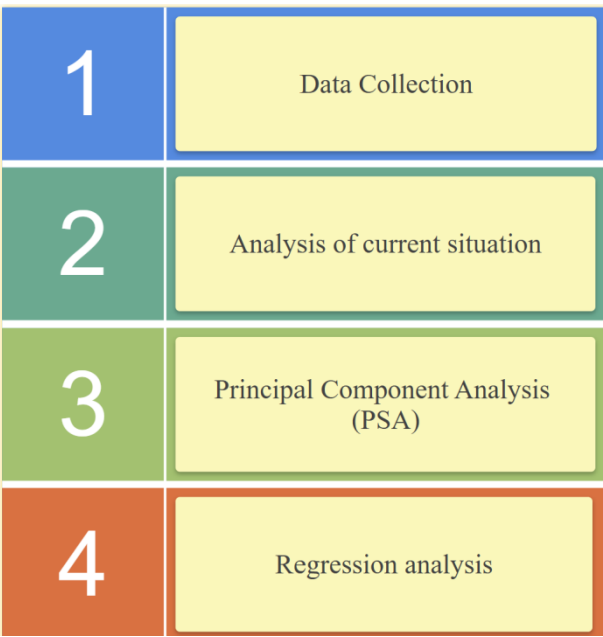 1
Data Collection
2
Analysis of current situation
3
Principal Component Analysis
(PSA)
4
Regression analysis